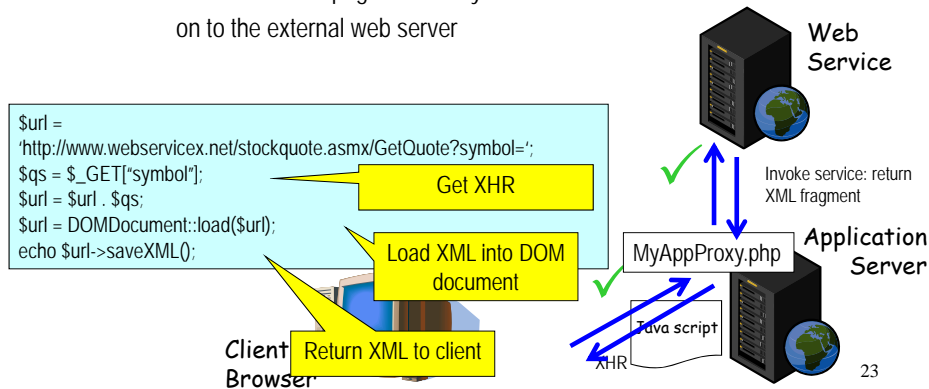 on to the external web server
Web
Service
$url =
‘http://www.webservicex.net/stockquote.asmx/GetQuote?symbol=‘;
$qs = $_GET["symbol"];
$url = $url . $qs;
$url = DOMDocument::load($url);
echo $url->saveXML();
Get XHR
Load XML into DOM
document
Return XML to client
Invoke service: return
XML fragment
MyAppProxy.php
Application
Server
Java script
XHR
Client
Browser
23